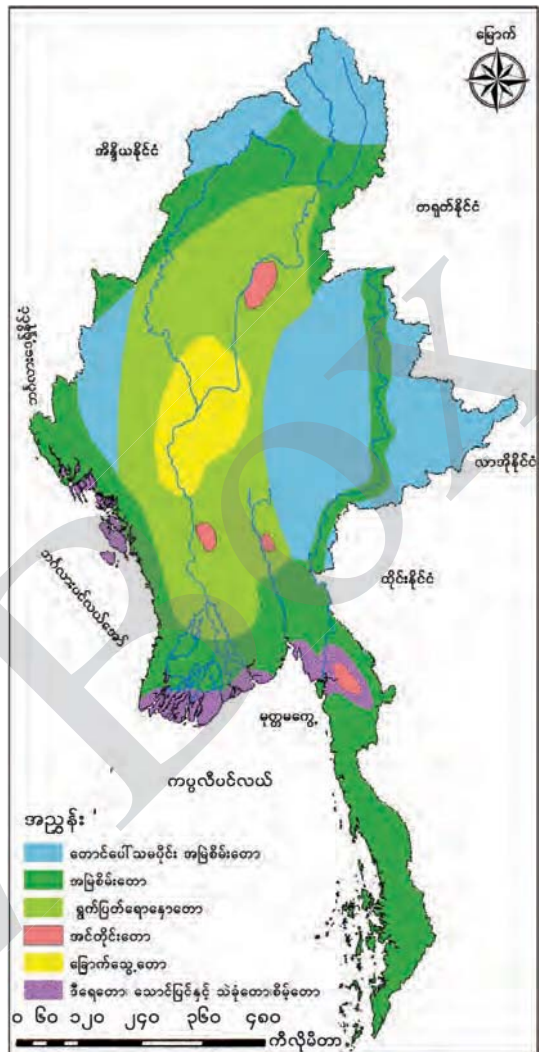 မြောက်
အိန္ဒိယနိုင်ငံ
တရုတ်နိုင်ငံ
ဘင်္ဂလားဒေ့ရှ်နိုင်ငံ
လာအိုနိုင်ငံ
ထိုင်းနိုင်ငံ
ဘင်္ဂလားပင်လယ်အော်
မုတ္တမကွေ့
ကပ္ပလီပင်လယ်
အညွှန်း
တောင်ပေါ်သမပိုင်း အမြဲစိမ်းတော
အမြဲစိမ်းတော
ရွက်ပြတ်ရောနှောတော
အင်တိုင်းတော
ခြောက်သွေ့တော
ဒီရေတော၊ သောင်ပြင်နှင့် သဲခုံတော၊စိမ့်တော
၀ ၆၀ ၁၂၀ ၂၄၀ ၃၆၀ ၄၈၀
ကီလိုမီတာ
Box